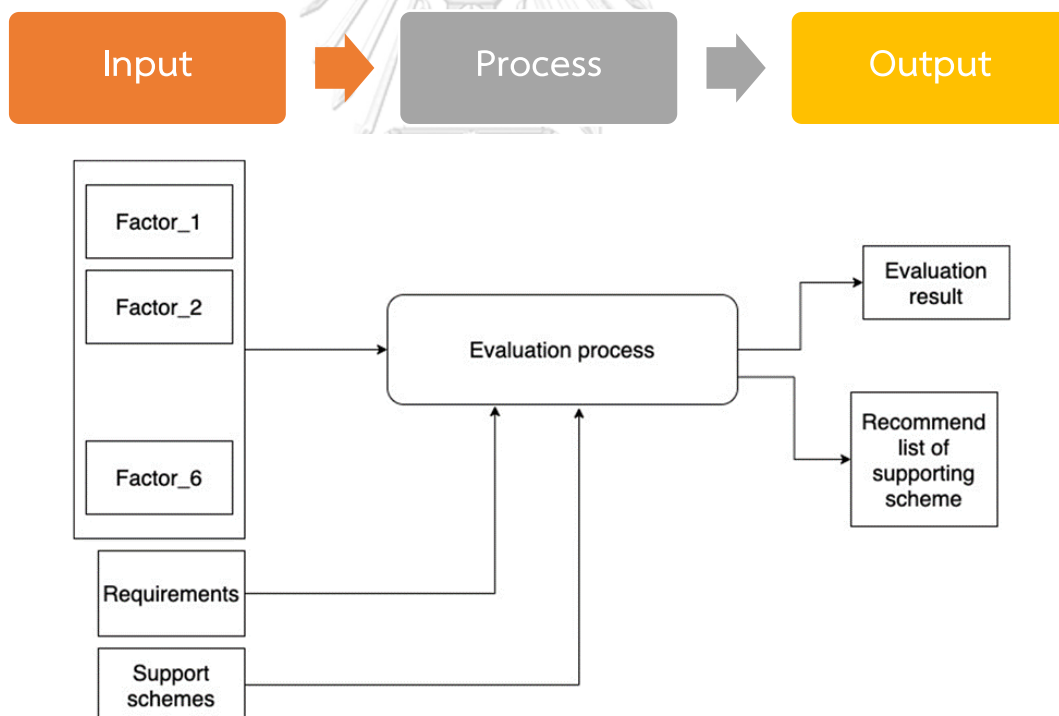 Input
Process
Output
Factor_1
Factor_2
Factor_6
Requirements
Support
schemes
Evaluation process
Evaluation
result
Recommend
list of
supporting
scheme